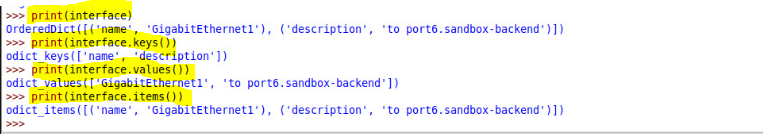 >>> print(interface)
OrderedDict([('name', 'GigabitEthernet1'), ('description', 'to port6.sandbox-backend')])
>>> print(interface.keys())
odict_keys(['name', 'description'])
>>> print(interface.values())
odict_values(['GigabitEthernet1', 'to port6.sandbox-backend'])
>>> print(interface.items())
odict_items([('name', 'GigabitEthernet1'), ('description', 'to port6.sandbox-backend')])
>>>